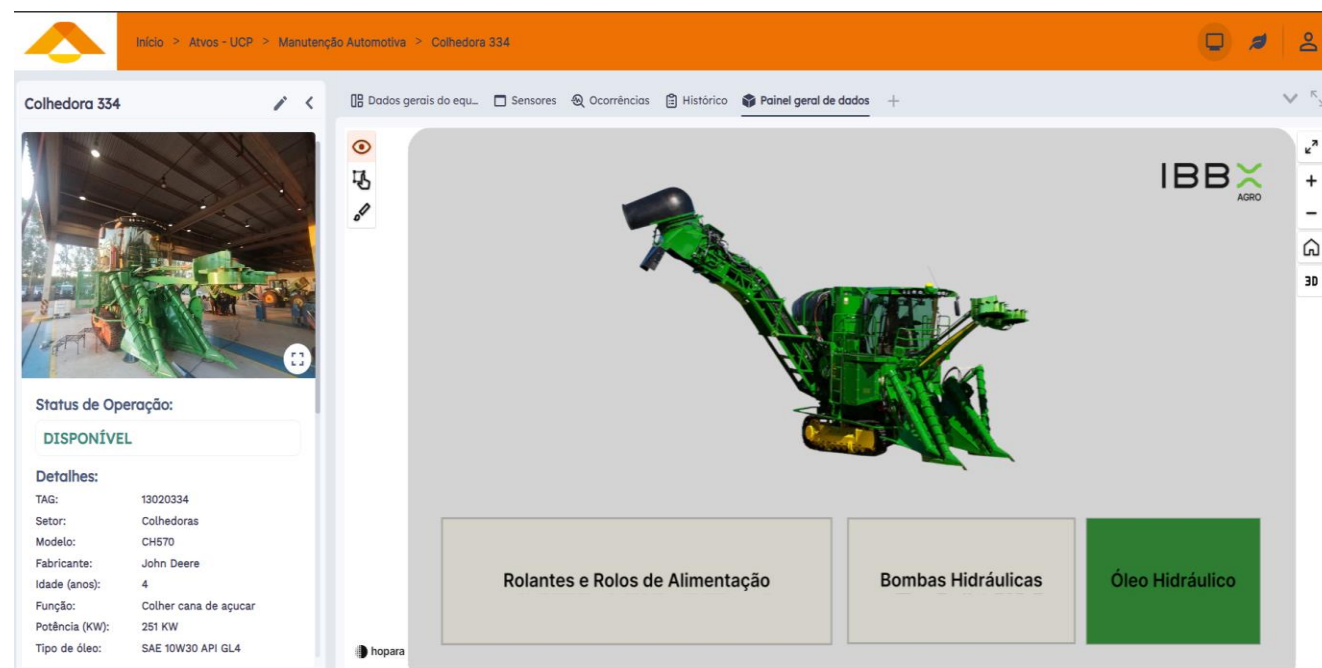 Início > Atvos - UCP > Manutenção Automotiva > Colhedora 334
Colhedora 334
Dados gerais do equ... Sensores Ocorrências Histórico Painel geral de dados +
IBBX
AGRO
3D
Status de Operação:
DISPONÍVEL
Detalhes:
TAG: 13020334
Setor: Colhedoras
Modelo: CH570
Fabricante: John Deere
Idade (anos): 4
Função: Colher cana de açucar
Potência (KW): 251 KW
Tipo de óleo: SAE 10W30 API GL4
Rolantes e Rolos de Alimentação
Bombas Hidráulicas
Óleo Hidráulico
hopara